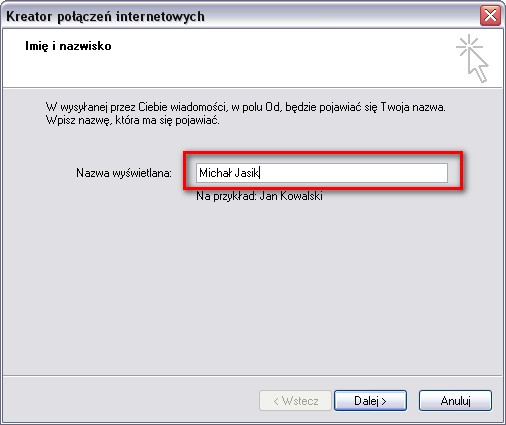 Kreator połączeń internetowych
Imię i nazwisko
W wysyłanej przez Ciebie wiadomości, w polu Od, będzie pojawiać się Twoja nazwa.
Wpisz nazwę, która ma się pojawiać.
Nazwa wyświetlana: Michał Jasik
Na przykład: Jan Kowalski
< Wstecz Dalej > Anuluj